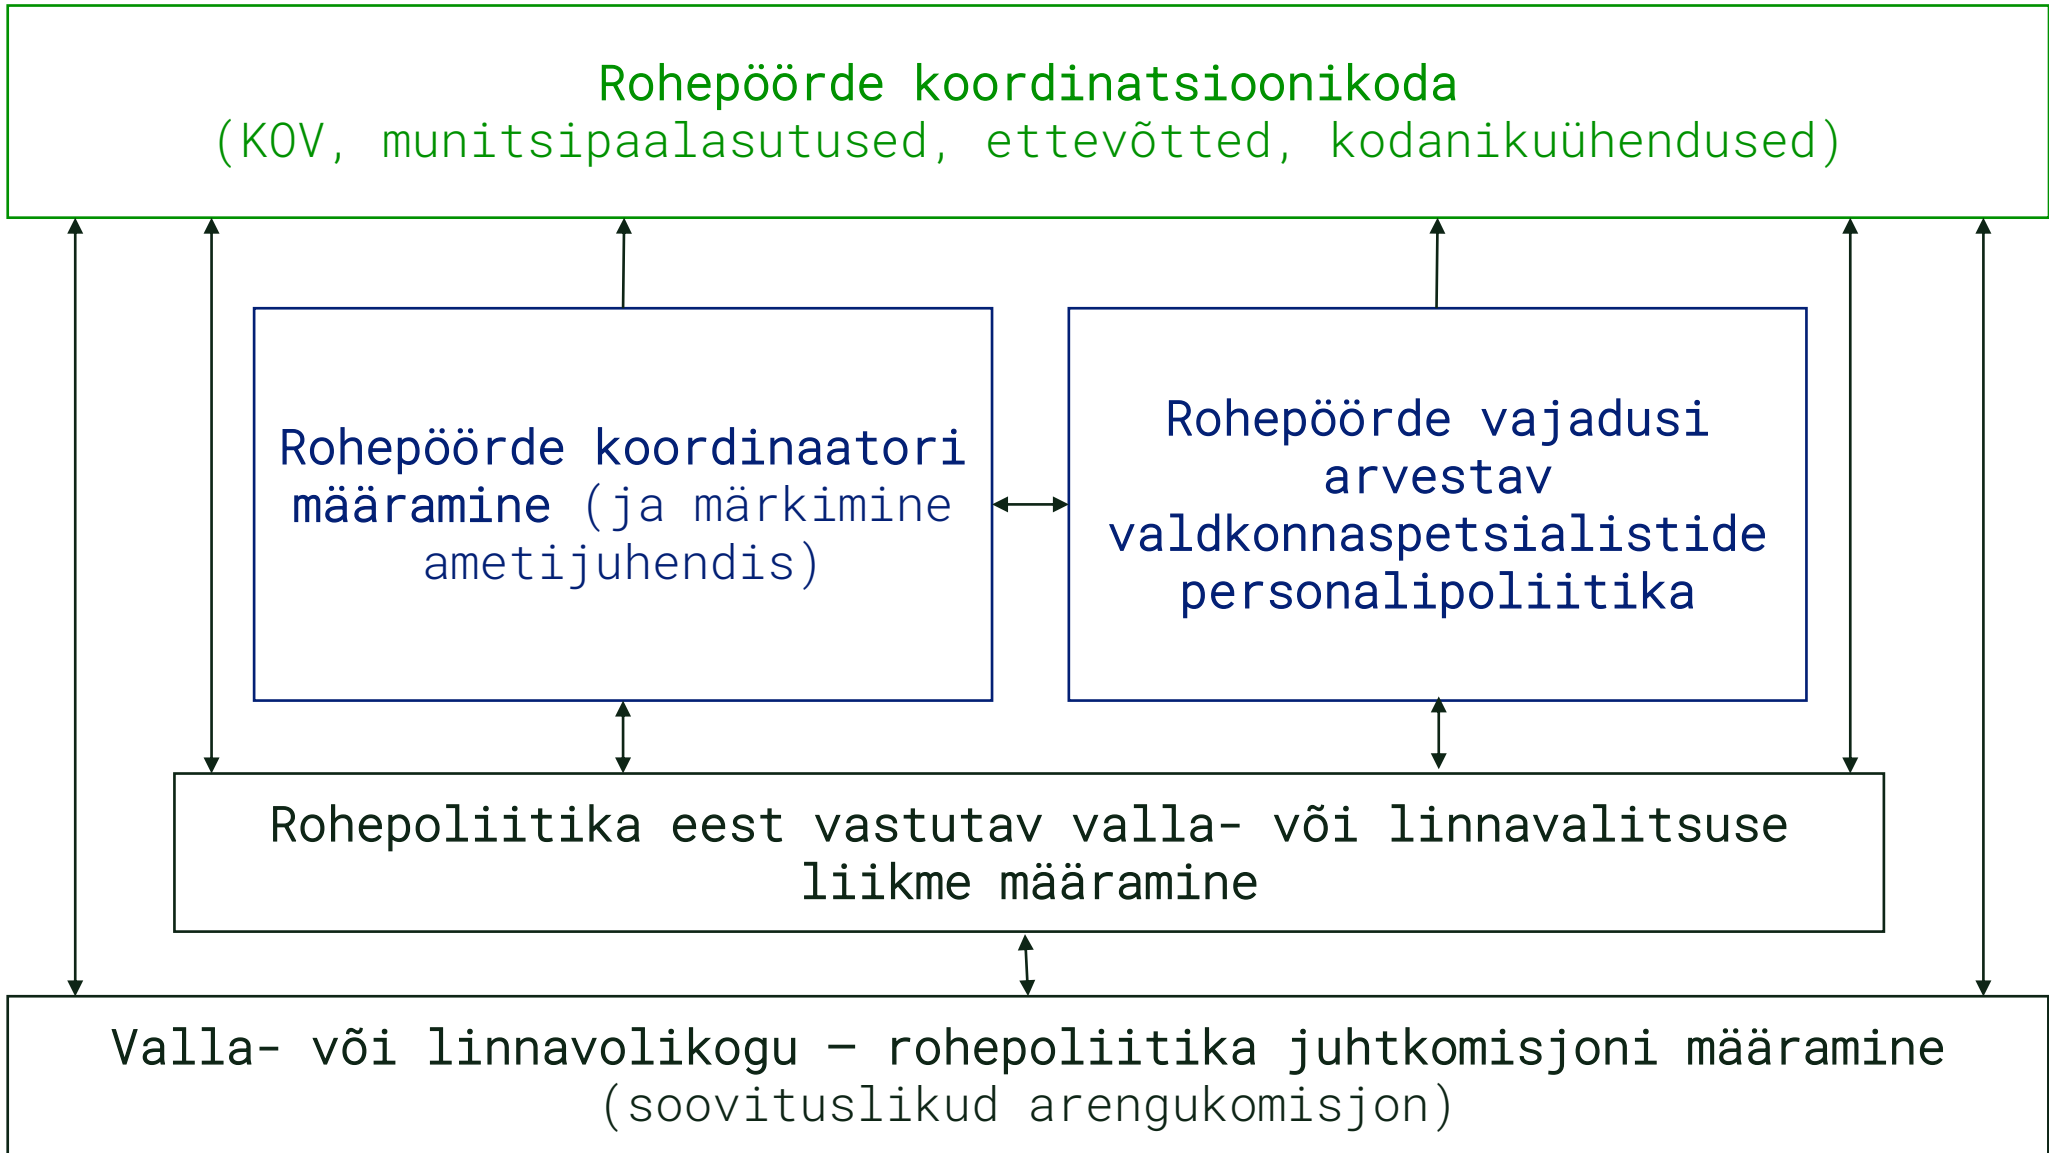 Rohepöörde koordinatsioonikoda
(KOV, munitsipaalasutused, ettevõtted, kodanikuühendused)
Rohepöörde koordinaatori
määramine (ja märkimine
ametijuhendis)
Rohepöörde vajadusi
arvestav
valdkonnaspetsialistide
personalipoliitika
Rohepoliitika eest vastutav valla- või linnavalitsuse
liikme määramine
Valla- või linnavolikogu – rohepoliitika juhtkomisjoni määramine
(soovituslikud arengukomisjon)